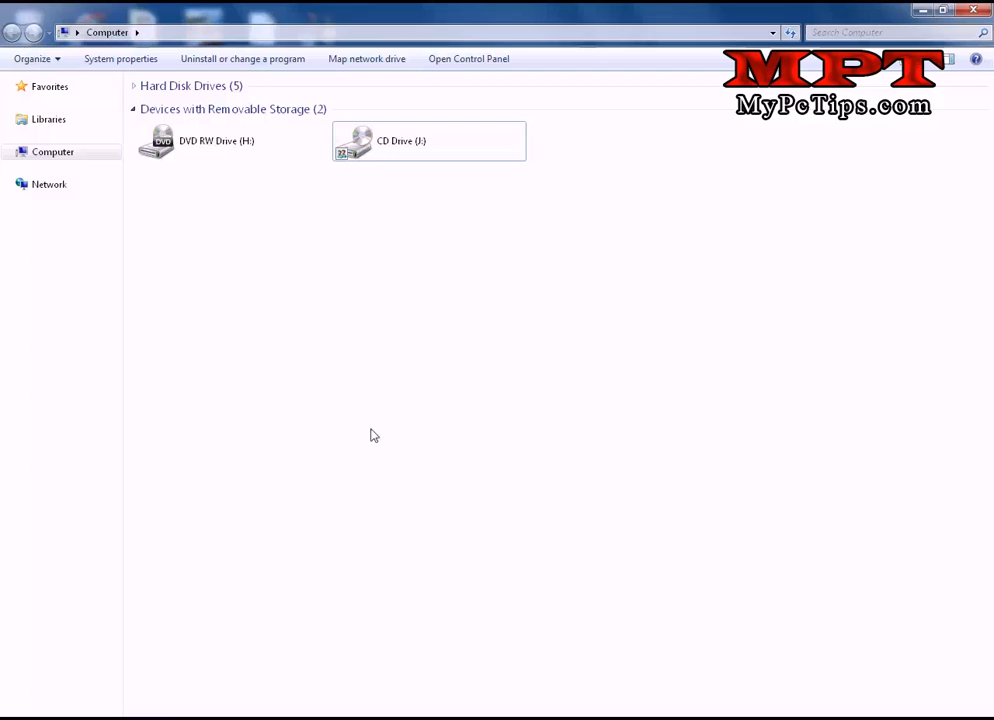 Computer
Search Computer
Organize
System properties
Uninstall or change a program
Map network drive
Open Control Panel
MPT
MyPcTips.com
Favorites
Libraries
Computer
Network
Hard Disk Drives (5)
Devices with Removable Storage (2)
DVD
DVD RW Drive (H:)
CD Drive (J:)